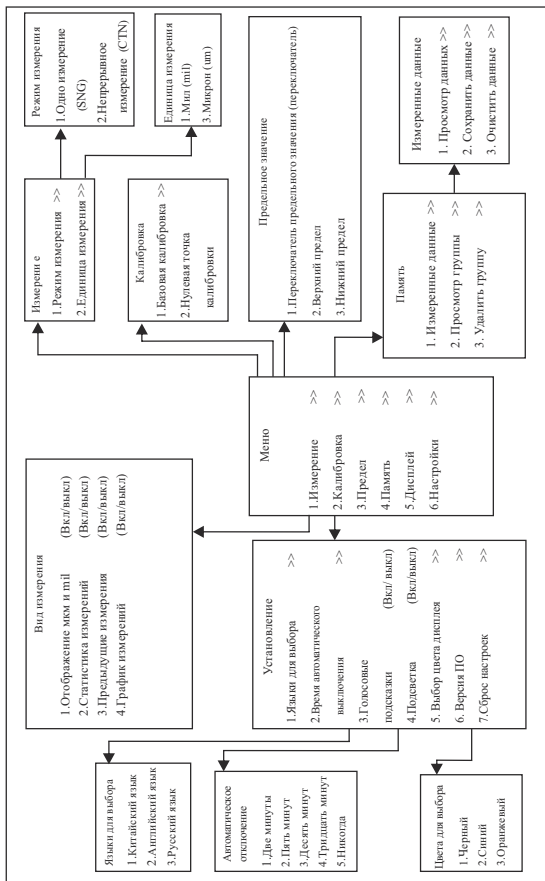 Режим измерения
1.Одно измерение
(SNG)
2.Непрерывное
измерение (CTN)
Единица измерения
1.Мил (mil)
3.Микрон (um)
Измерени е
1.Режим измерения >>
2.Единица измерения >>
Калибровка
1.Базовая калибровка >>
2.Нулевая точка
калибровки
Предельное значение
1.Переключатель предельного значения (переключатель)
2.Верхний предел
3.Нижний предел
Измеренные данные
1. Просмотр данных >>
2. Сохранить данные >>
3. Очистить данные >>
Память
1. Измеренные данные >>
2. Просмотр группы >>
3. Удалить группу >>
Меню
1.Измерение >>
2.Калибровка >>
3.Предел >>
4.Память >>
5.Дисплей >>
6.Настройки >>
Вид измерения
1.Отображение мкм и mil (Вкл/выкл)
2.Статистика измерений (Вкл/выкл)
3.Предыдущие измерения (Вкл/выкл)
4.График измерений (Вкл/выкл)
Установление
1.Языки для выбора >>
2.Время автоматического
выключения >>
3.Голосовые
подсказки (Вкл/ выкл)
4.Подсветка (Вкл/выкл)
5. Выбор цвета дисплея >>
6. Версия ПО >>
7.Сброс настроек >>
Языки для выбора
1.Китайский язык
2.Английский язык
3.Русский язык
Автоматическое
отключение
1.Две минуты
2.Пять минут
3.Десять минут
4.Тридцать минут
5.Никогда
Цвета для выбора
1.Черный
2.Синий
3.Оранжевый